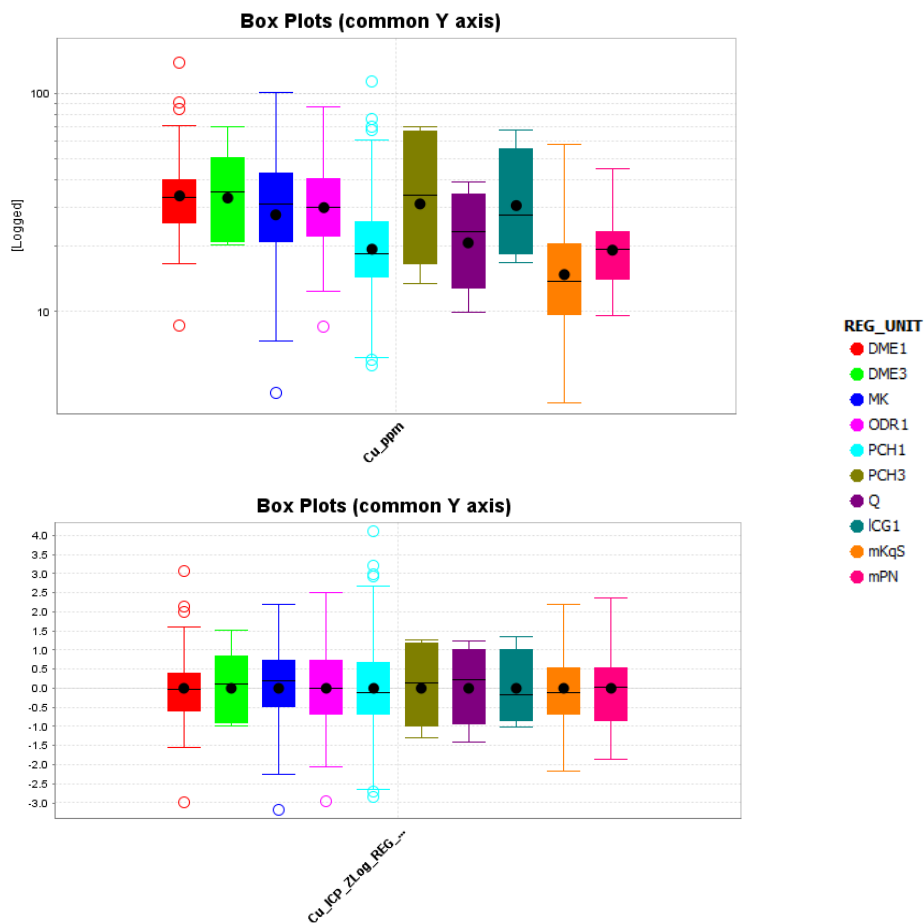 Box Plots (common Y axis)
100
[Logged]
10
Cu_ppm
REG_UNIT
DME1
DME3
MK
ODR1
PCH1
PCH3
Q
lCG1
mKqS
mPN
Box Plots (common Y axis)
4.0
3.5
3.0
2.5
2.0
1.5
1.0
0.5
0.0
-0.5
-1.0
-1.5
-2.0
-2.5
-3.0
Cu_ICP_ZLog_REG_...